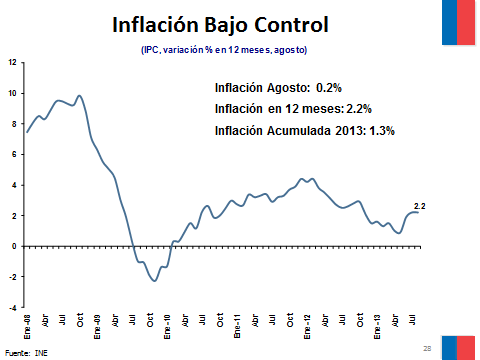 Inflación Bajo Control
(IPC, variación % en 12 meses, agosto)
12
10
8
6
4
2
0
-2
-4
Inflación Agosto: 0.2%
Inflación en 12 meses: 2.2%
Inflación Acumulada 2013: 1.3%
2.2
Ene-08
Abr
Jul
Oct
Ene-09
Abr
Jul
Oct
Ene-10
Abr
Jul
Oct
Ene-11
Abr
Jul
Oct
Ene-12
Abr
Jul
Oct
Ene-13
Abr
Jul
Fuente: INE
28